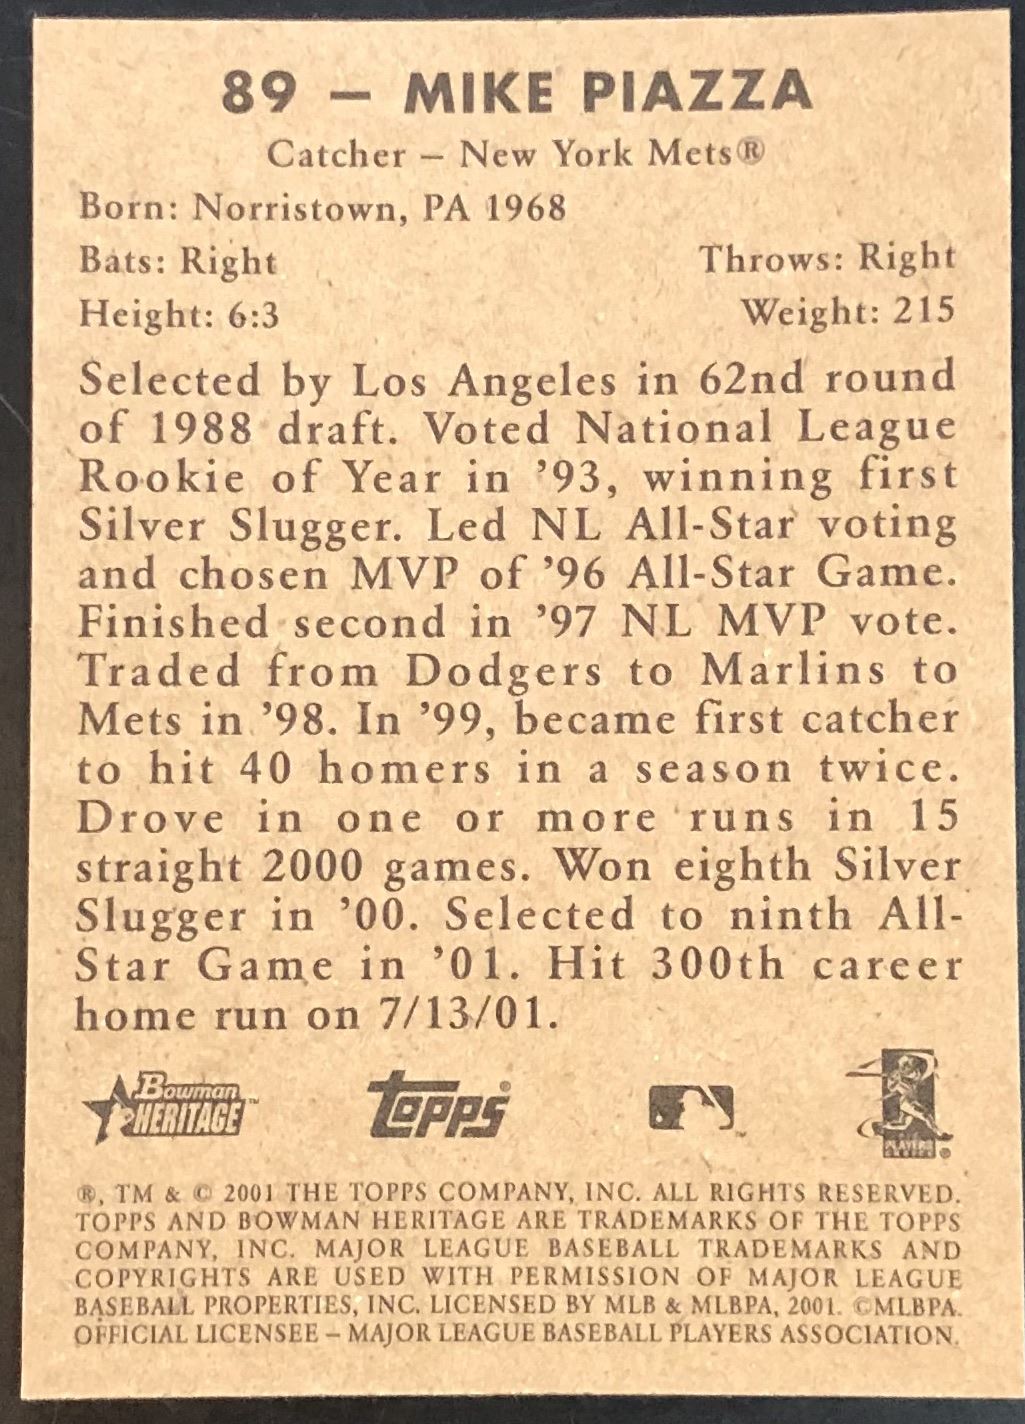 89 – MIKE PIAZZA
Catcher – New York Mets®
Born: Norristown, PA 1968
Bats: Right Throws: Right
Height: 6:3 Weight: 215
Selected by Los Angeles in 62nd round
of 1988 draft. Voted National League
Rookie of Year in ’93, winning first
Silver Slugger. Led NL All-Star voting
and chosen MVP of ’96 All-Star Game.
Finished second in ’97 NL MVP vote.
Traded from Dodgers to Marlins to
Mets in ’98. In ’99, became first catcher
to hit 40 homers in a season twice.
Drove in one or more runs in 15
straight 2000 games. Won eighth Silver
Slugger in ’00. Selected to ninth All-
Star Game in ’01. Hit 300th career
home run on 7/13/01.
Bowman
HERITAGE™
Topps®
PLAYERS
®, TM & © 2001 THE TOPPS COMPANY, INC. ALL RIGHTS RESERVED.
TOPPS AND BOWMAN HERITAGE ARE TRADEMARKS OF THE TOPPS
COMPANY, INC. MAJOR LEAGUE BASEBALL TRADEMARKS AND
COPYRIGHTS ARE USED WITH PERMISSION OF MAJOR LEAGUE
BASEBALL PROPERTIES, INC. LICENSED BY MLB & MLBPA, 2001. ©MLBPA.
OFFICIAL LICENSEE – MAJOR LEAGUE BASEBALL PLAYERS ASSOCIATION.